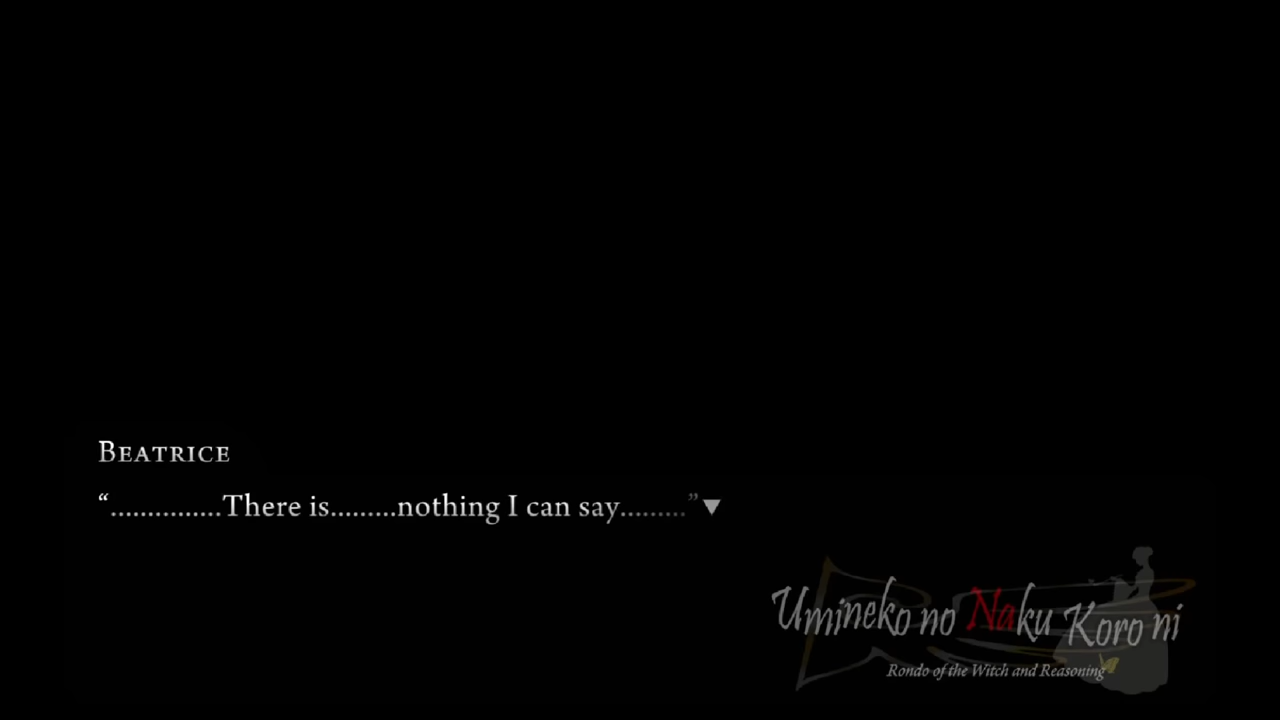 BEATRICE
“...............There is.........nothing I can say.........”
Umineko no Naku Koro ni
Rondo of the Witch and Reasoning